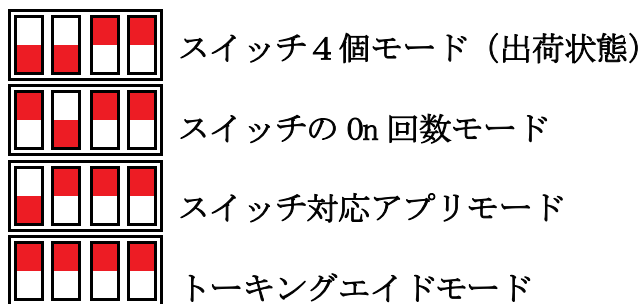 スイッチ４個モード（出荷状態）
スイッチの On 回数モード
スイッチ対応アプリモード
トーキングエイドモード